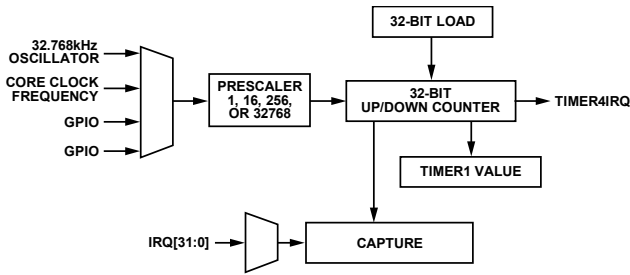 32-BIT LOAD
32.768kHz
OSCILLATOR
CORE CLOCK
FREQUENCY
GPIO
GPIO
PRESCALER
1, 16, 256,
OR 32768
32-BIT
UP/DOWN COUNTER
TIMER4IRQ
TIMER1 VALUE
IRQ[31:0]
CAPTURE